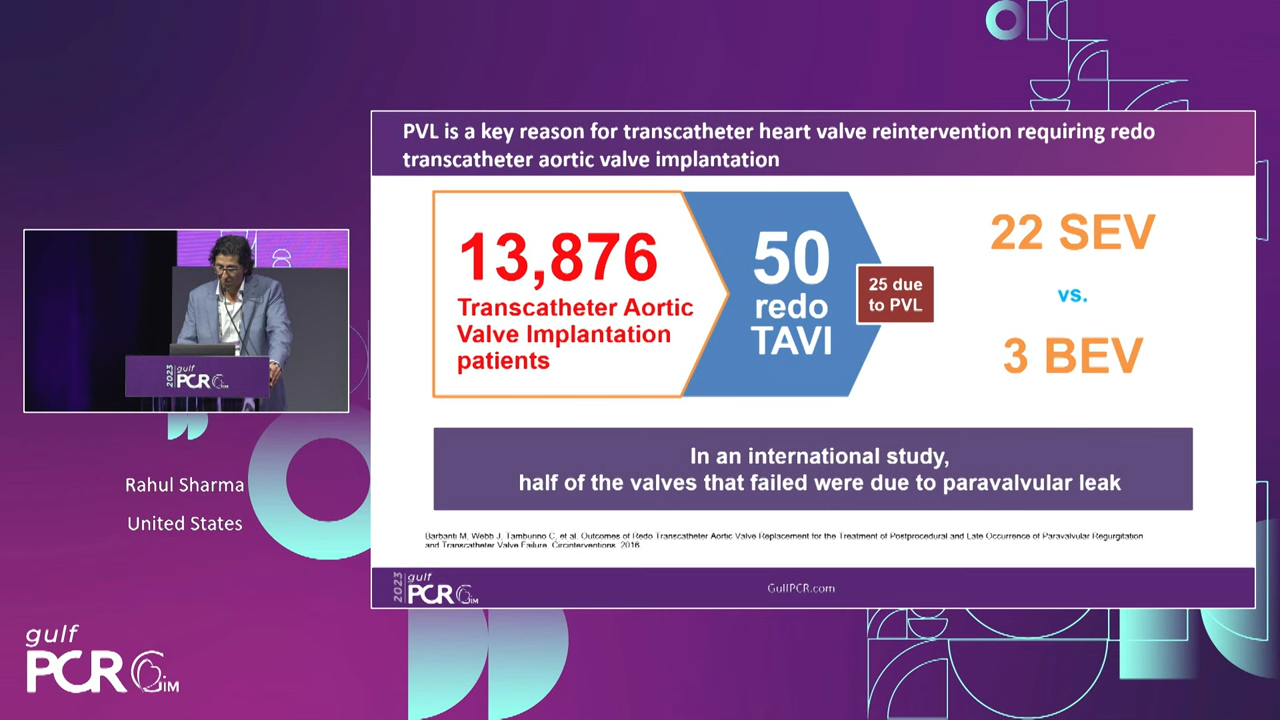 PVL is a key reason for transcatheter heart valve reintervention requiring redo
transcatheter aortic valve implantation
13,876
Transcatheter Aortic
Valve Implantation
patients
50
redo
TAVI
25 due
to PVL
22 SEV
vs.
3 BEV
In an international study,
half of the valves that failed were due to paravalvular leak
Barbanti M, Webb J, Tamburino C, et al. Outcomes of Redo Transcatheter Aortic Valve Replacement for the Treatment of Postprocedural and Late Occurrence of Paravalvular Regurgitation
and Transcatheter Valve Failure. Circinterventions. 2016
2023 gulf
PCR GIM
GulfPCR.com
2023 gulf
PCR GIM
Rahul Sharma
United States
gulf
PCR GIM